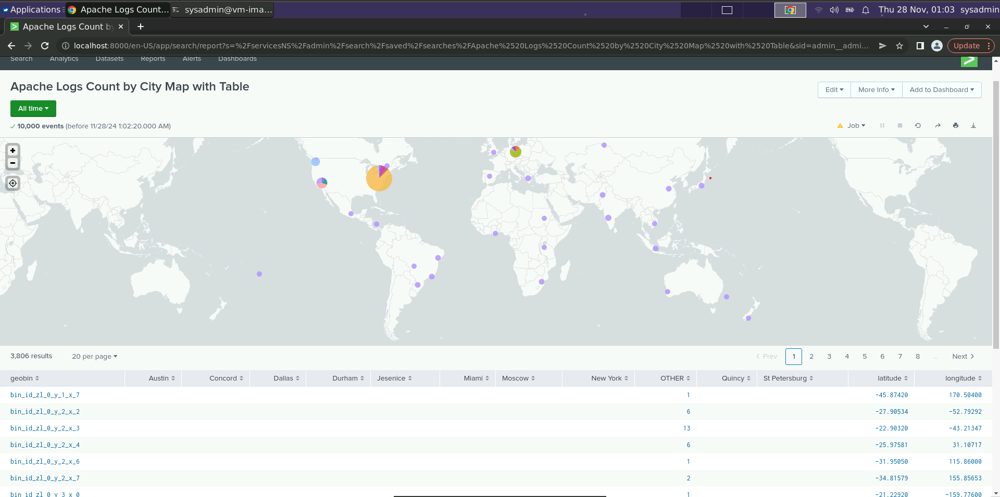 Applications
Apache Logs Count...
sysadmin@vm-ima...
Thu 28 Nov, 01:03 sysadmin
Apache Logs Count by
localhost:8000/en-US/app/search/report?s=%2FservicesNS%2Fadmin%2Fsearch%2Fsaved%2Fsearches%2FApache%2520Logs%2520Count%2520by%2520City%2520Map%2520with%2520Table&sid=admin__admi...
Update
Search Analytics Datasets Reports Alerts Dashboards
Apache Logs Count by City Map with Table
Edit More Info Add to Dashboard
All time
10,000 events (before 11/28/24 1:02:20.000 AM)
Job
+
-
3,806 results 20 per page
< Prev 1 2 3 4 5 6 7 8 ... Next >
geobin Austin Concord Dallas Durham Jesenice Miami Moscow New York OTHER Quincy St Petersburg latitude longitude
bin_id_zl_0_y_1_x_7 1 -45.87420 170.50400
bin_id_zl_0_y_2_x_2 6 -27.90534 -52.79292
bin_id_zl_0_y_2_x_3 13 -22.90320 -43.21347
bin_id_zl_0_y_2_x_4 6 -25.97581 31.10717
bin_id_zl_0_y_2_x_6 1 -31.95050 115.86000
bin_id_zl_0_y_2_x_7 2 -34.81579 155.85653
bin_id_zl_0_y_3_x_0 1 -21.22920 -159.77600